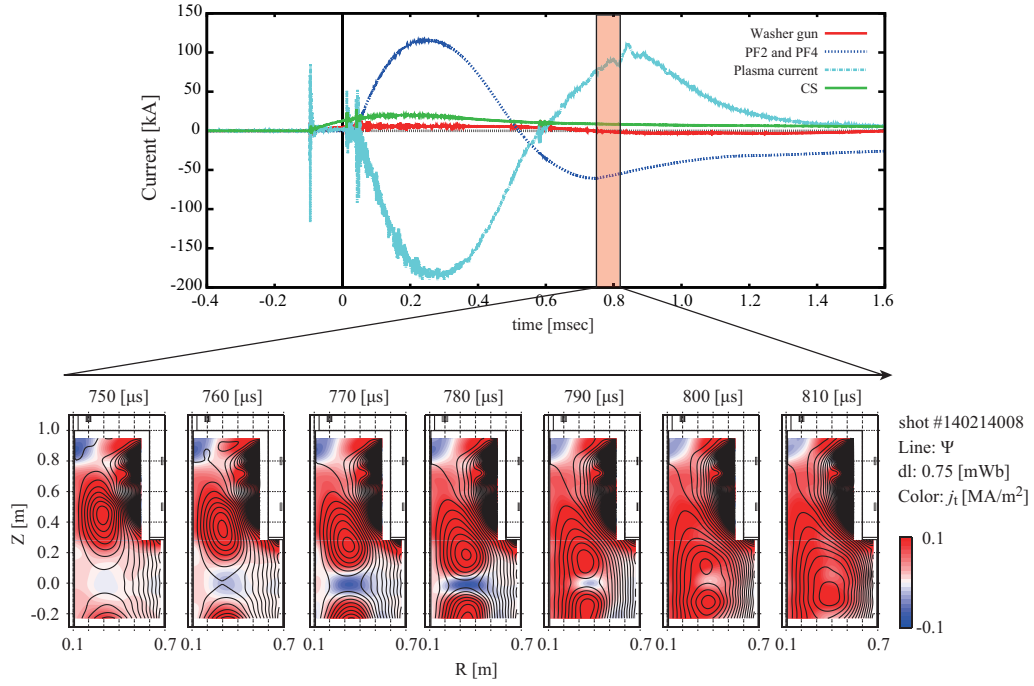 150
100
50
0
-50
-100
-150
-200
Current [kA]
Washer gun
PF2 and PF4
Plasma current
CS
-0.4 -0.2 0 0.2 0.4 0.6 0.8 1.0 1.2 1.4 1.6
time [msec]
750 [μs] 760 [μs] 770 [μs] 780 [μs] 790 [μs] 800 [μs] 810 [μs]
1.0
0.8
0.6
0.4
0.2
0.0
-0.2
Z [m]
0.1 0.7 0.1 0.7 0.1 0.7 0.1 0.7 0.1 0.7 0.1 0.7 0.1 0.7
R [m]
shot #140214008
Line: Ψ
dl: 0.75 [mWb]
Color: jt [MA/m²]
0.1
-0.1